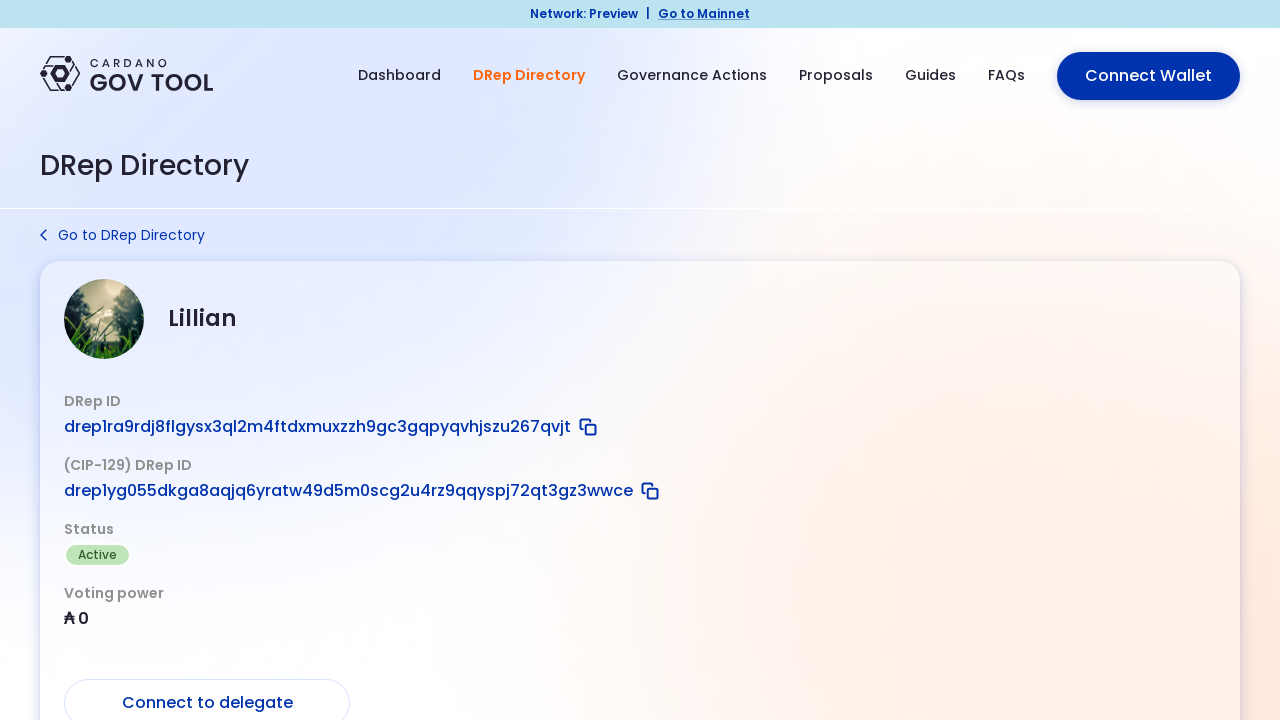 Network: Preview | Go to Mainnet
CARDANO
GOV TOOL
Dashboard
DRep Directory
Governance Actions
Proposals
Guides
FAQs
Connect Wallet
DRep Directory
Go to DRep Directory
Lillian
DRep ID
drep1ra9rdj8flgysx3ql2m4ftdxmuxzzh9gc3gqpyqvhjszu267qvjt
(CIP-129) DRep ID
drep1yg055dkga8aqjq6yratw49d5m0scg2u4rz9qqyspj72qt3gz3wwce
Status
Active
Voting power
₳ 0
Connect to delegate